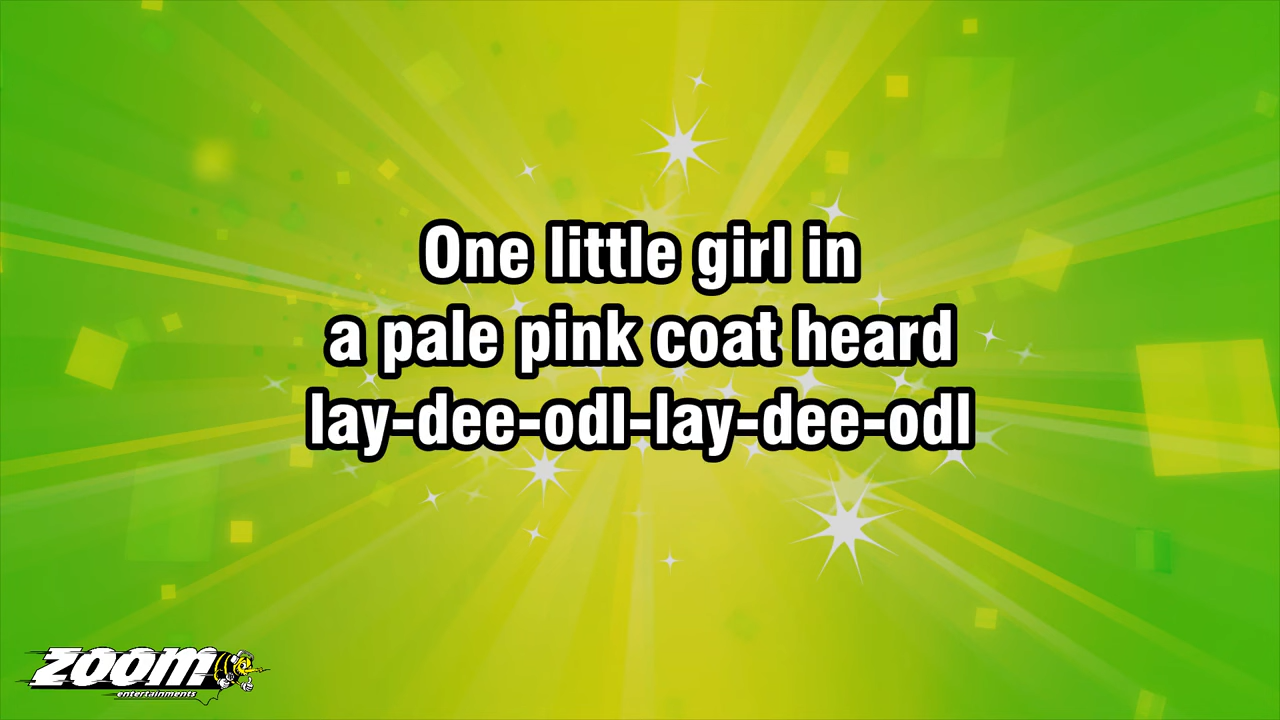 One little girl in
a pale pink coat heard
lay-dee-odl-lay-dee-odl
zoom
entertainments